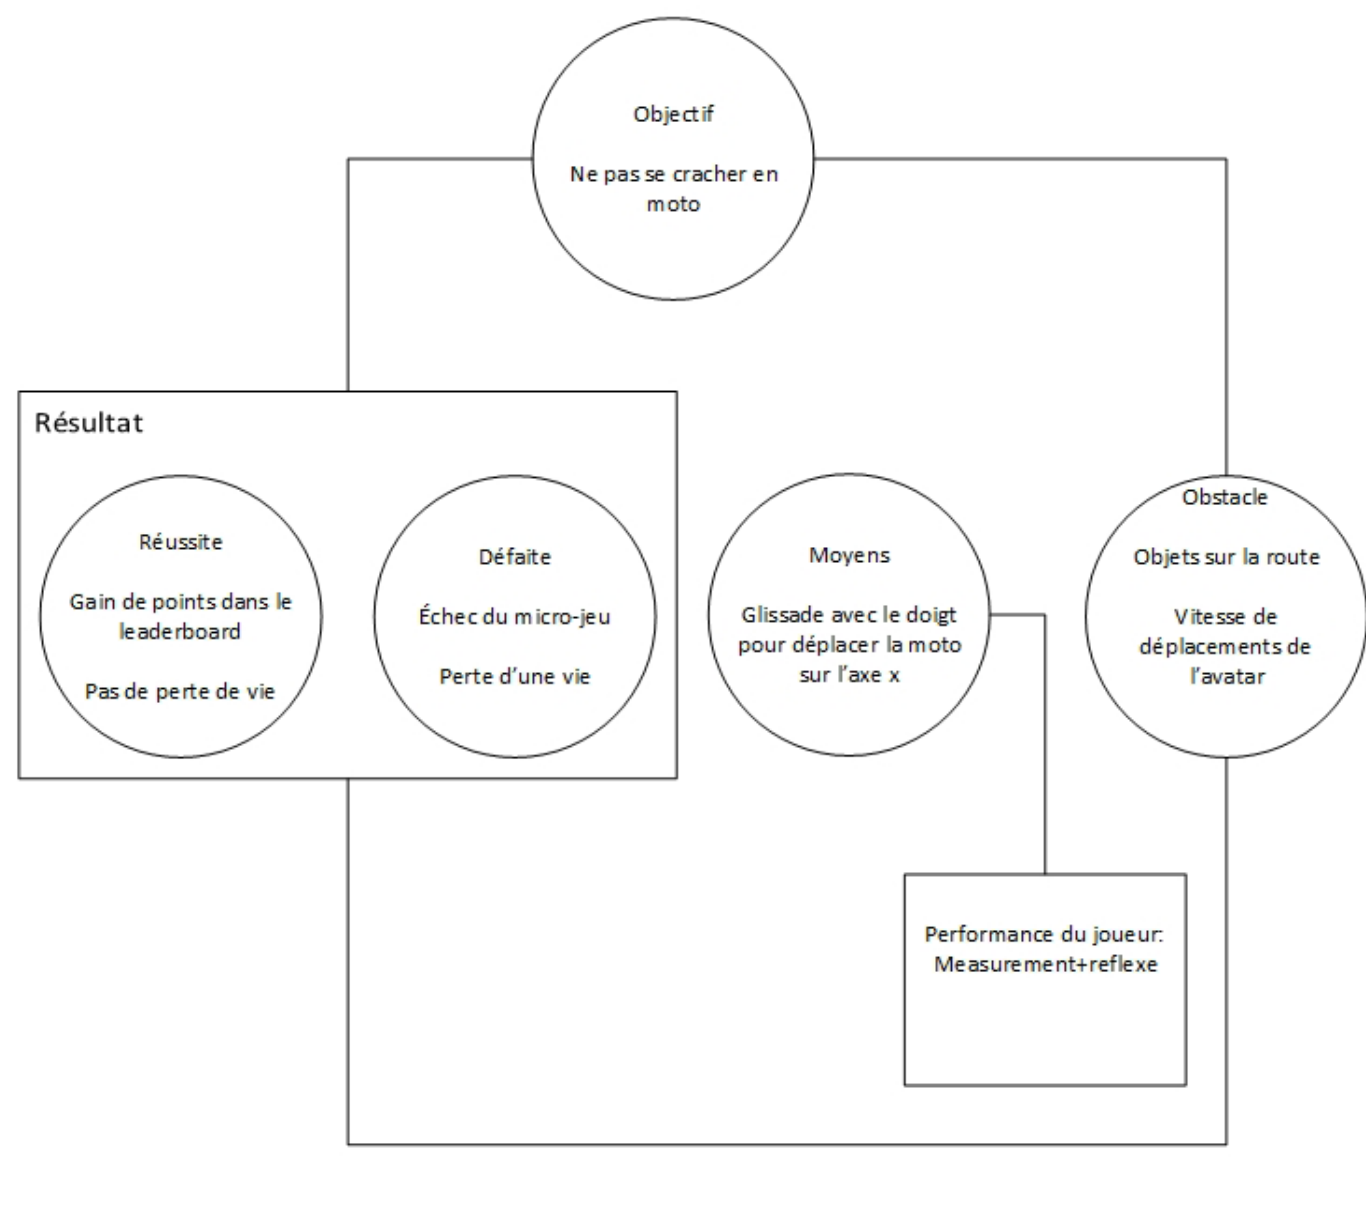 Objectif
Ne pas se cracher en
moto
Résultat
Réussite
Gain de points dans le
leaderboard
Pas de perte de vie
Défaite
Échec du micro-jeu
Perte d'une vie
Moyens
Glissade avec le doigt
pour déplacer la moto
sur l'axe x
Obstacle
Objets sur la route
Vitesse de
déplacements de
l'avatar
Performance du joueur:
Measurement+reflexe